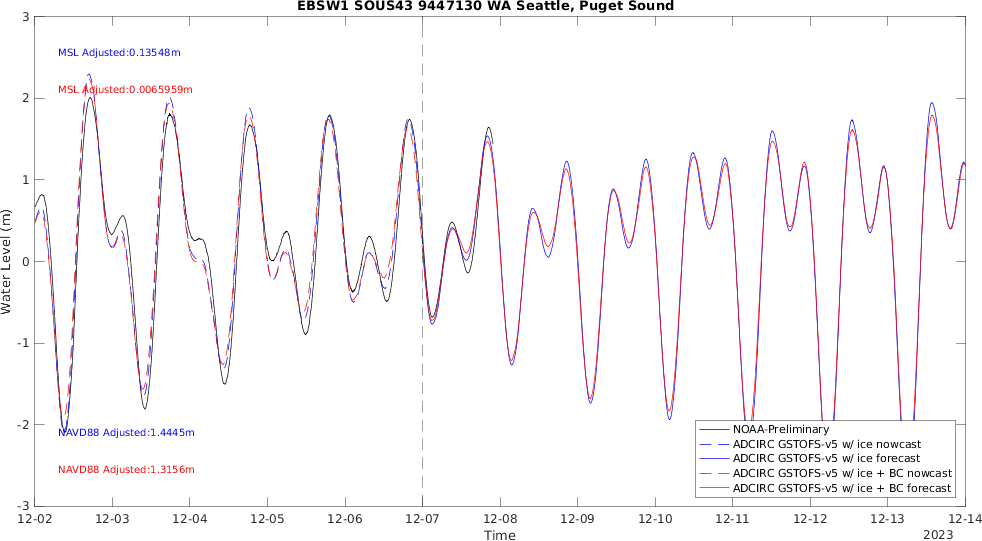 EBSW1 SOUS43 9447130 WA Seattle, Puget Sound
3
2
1
0
-1
-2
-3
Water Level (m)
MSL Adjusted:0.13548m
MSL Adjusted:0.0065959m
NAVD88 Adjusted:1.4445m
NAVD88 Adjusted:1.3156m
NOAA-Preliminary
ADCIRC GSTOFS-v5 w/ ice nowcast
ADCIRC GSTOFS-v5 w/ ice forecast
ADCIRC GSTOFS-v5 w/ ice + BC nowcast
ADCIRC GSTOFS-v5 w/ ice + BC forecast
12-02 12-03 12-04 12-05 12-06 12-07 12-08 12-09 12-10 12-11 12-12 12-13 12-14
Time
2023